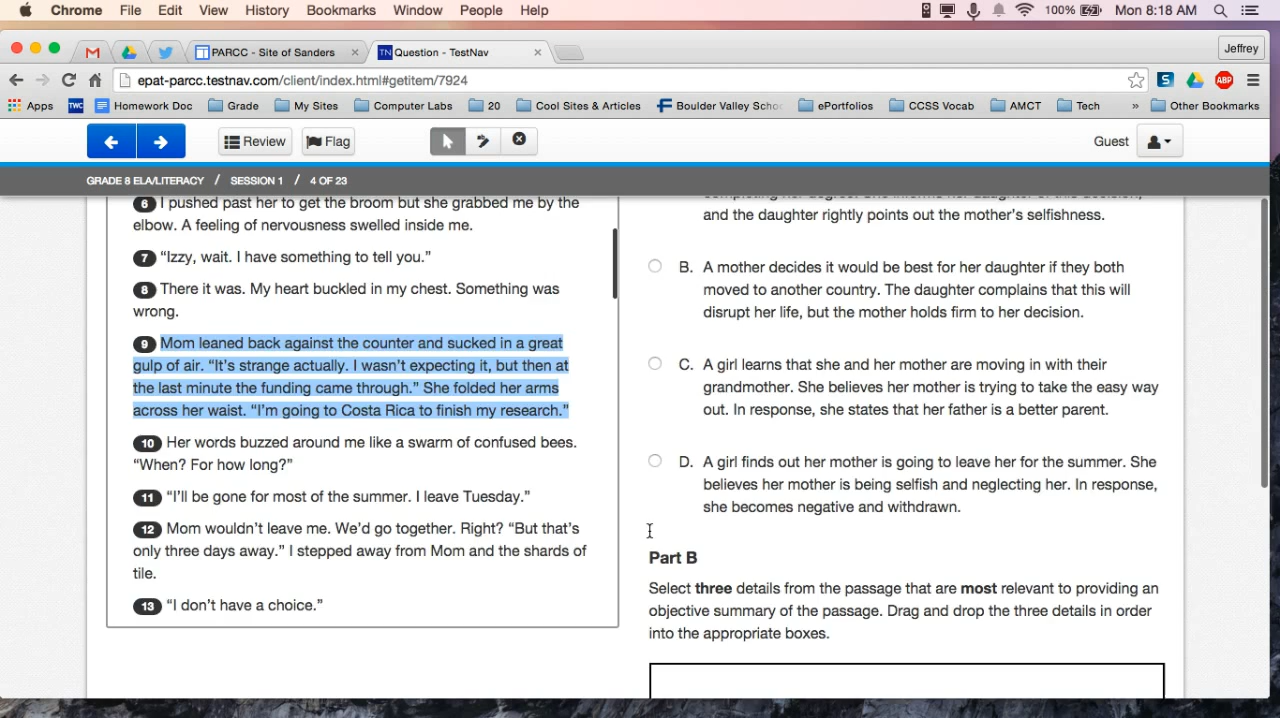 Chrome File Edit View History Bookmarks Window People Help 100% Mon 8:18 AM
PARCC - Site of Sanders × TN Question - TestNav × Jeffrey
epat-parcc.testnav.com/client/index.html#getitem/7924 S ABP
Apps TWC Homework Doc Grade My Sites Computer Labs 20 Cool Sites & Articles Boulder Valley Schoo ePortfolios CCSS Vocab AMCT Tech » Other Bookmarks
Review Flag Guest
GRADE 8 ELA/LITERACY / SESSION 1 / 4 OF 23
6 I pushed past her to get the broom but she grabbed me by the
elbow. A feeling of nervousness swelled inside me.
7 “Izzy, wait. I have something to tell you.”
8 There it was. My heart buckled in my chest. Something was
wrong.
9 Mom leaned back against the counter and sucked in a great
gulp of air. “It’s strange actually. I wasn’t expecting it, but then at
the last minute the funding came through.” She folded her arms
across her waist. “I’m going to Costa Rica to finish my research.”
10 Her words buzzed around me like a swarm of confused bees.
“When? For how long?”
11 “I’ll be gone for most of the summer. I leave Tuesday.”
12 Mom wouldn’t leave me. We’d go together. Right? “But that’s
only three days away.” I stepped away from Mom and the shards of
tile.
13 “I don’t have a choice.”
and the daughter rightly points out the mother’s selfishness.
B. A mother decides it would be best for her daughter if they both
moved to another country. The daughter complains that this will
disrupt her life, but the mother holds firm to her decision.
C. A girl learns that she and her mother are moving in with their
grandmother. She believes her mother is trying to take the easy way
out. In response, she states that her father is a better parent.
D. A girl finds out her mother is going to leave her for the summer. She
believes her mother is being selfish and neglecting her. In response,
she becomes negative and withdrawn.
Part B
Select three details from the passage that are most relevant to providing an
objective summary of the passage. Drag and drop the three details in order
into the appropriate boxes.